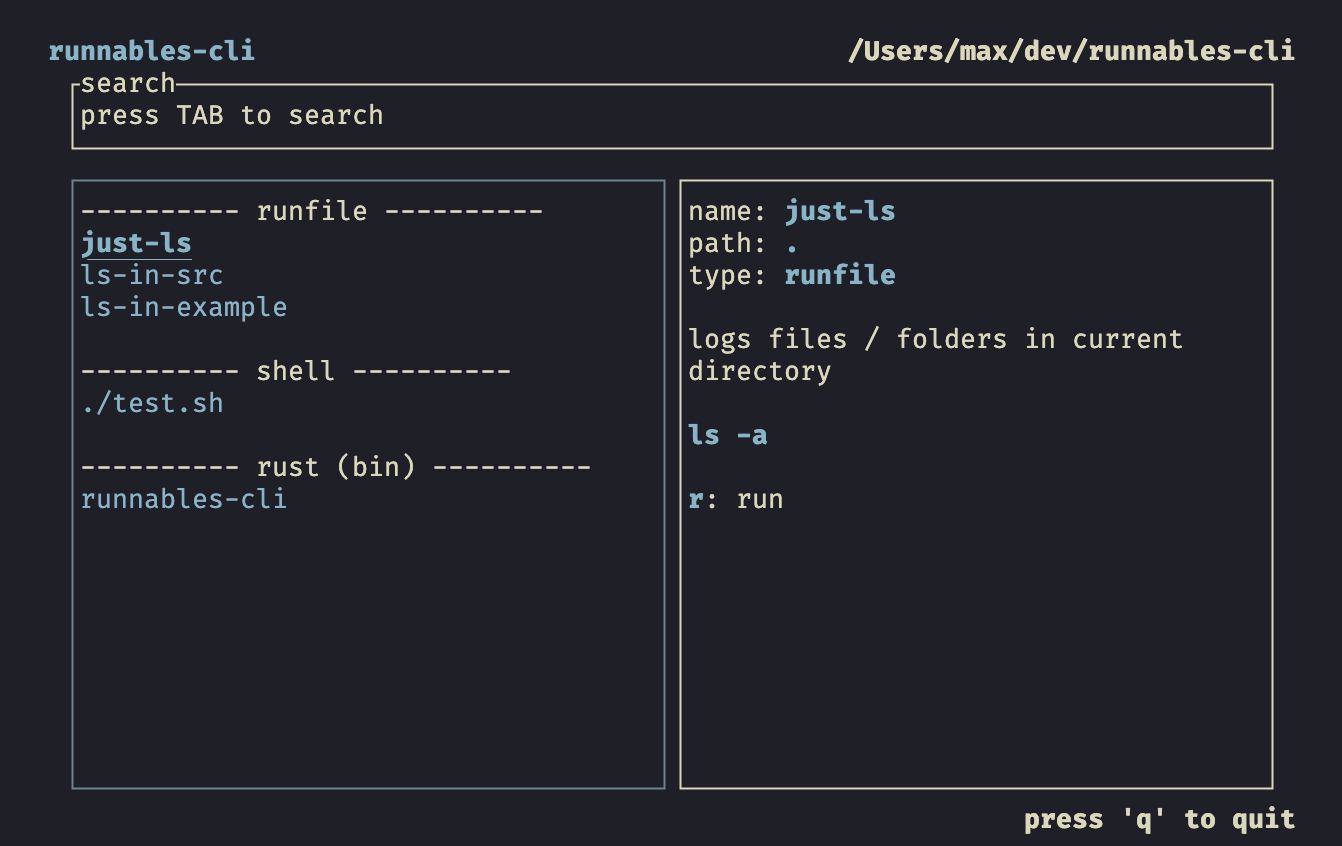 runnables-cli
/Users/max/dev/runnables-cli
search
press TAB to search
---------- runfile ----------
just-ls
ls-in-src
ls-in-example
---------- shell ----------
./test.sh
---------- rust (bin) ----------
runnables-cli
name: just-ls
path: .
type: runfile
logs files / folders in current
directory
ls -a
r: run
press 'q' to quit